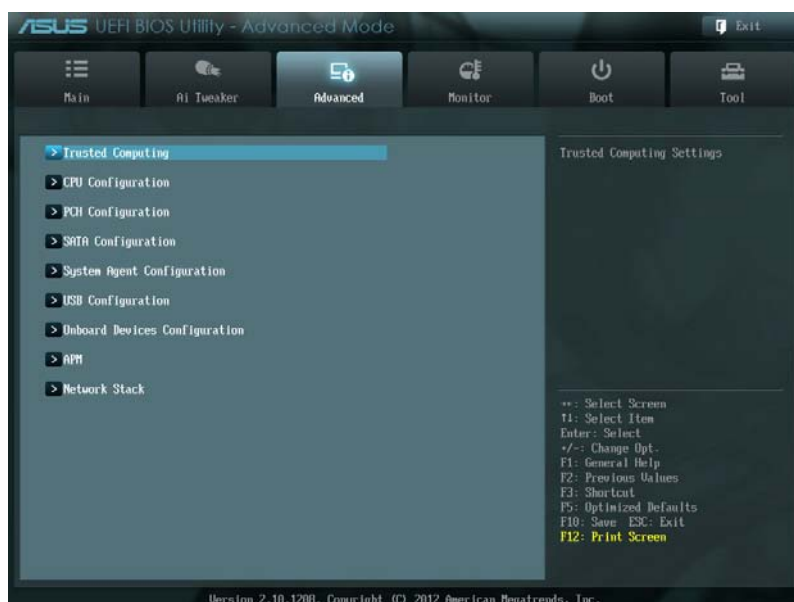 ASUS UEFI BIOS Utility - Advanced Mode
Exit
Main
Ai Tweaker
Advanced
Monitor
Boot
Tool
> Trusted Computing
> CPU Configuration
> PCH Configuration
> SATA Configuration
> System Agent Configuration
> USB Configuration
> Onboard Devices Configuration
> APM
> Network Stack
Trusted Computing Settings
→←: Select Screen
↑↓: Select Item
Enter: Select
+/-: Change Opt.
F1: General Help
F2: Previous Values
F3: Shortcut
F5: Optimized Defaults
F10: Save ESC: Exit
F12: Print Screen
Version 2.10.1208. Copyright (C) 2012 American Megatrends, Inc.